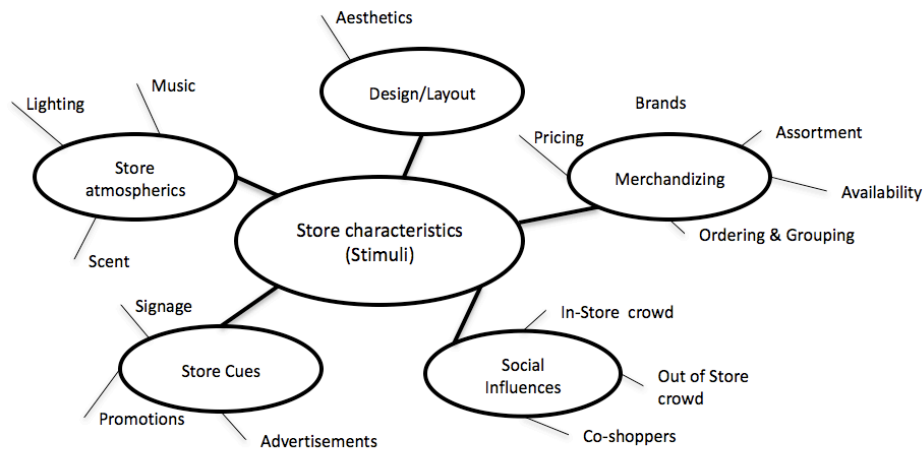 Aesthetics
Design/Layout
Music
Lighting
Store
atmospherics
Scent
Brands
Pricing
Assortment
Merchandizing
Availability
Ordering & Grouping
Store characteristics
(Stimuli)
Signage
Store Cues
Promotions
Advertisements
In-Store crowd
Social
Influences
Out of Store
crowd
Co-shoppers